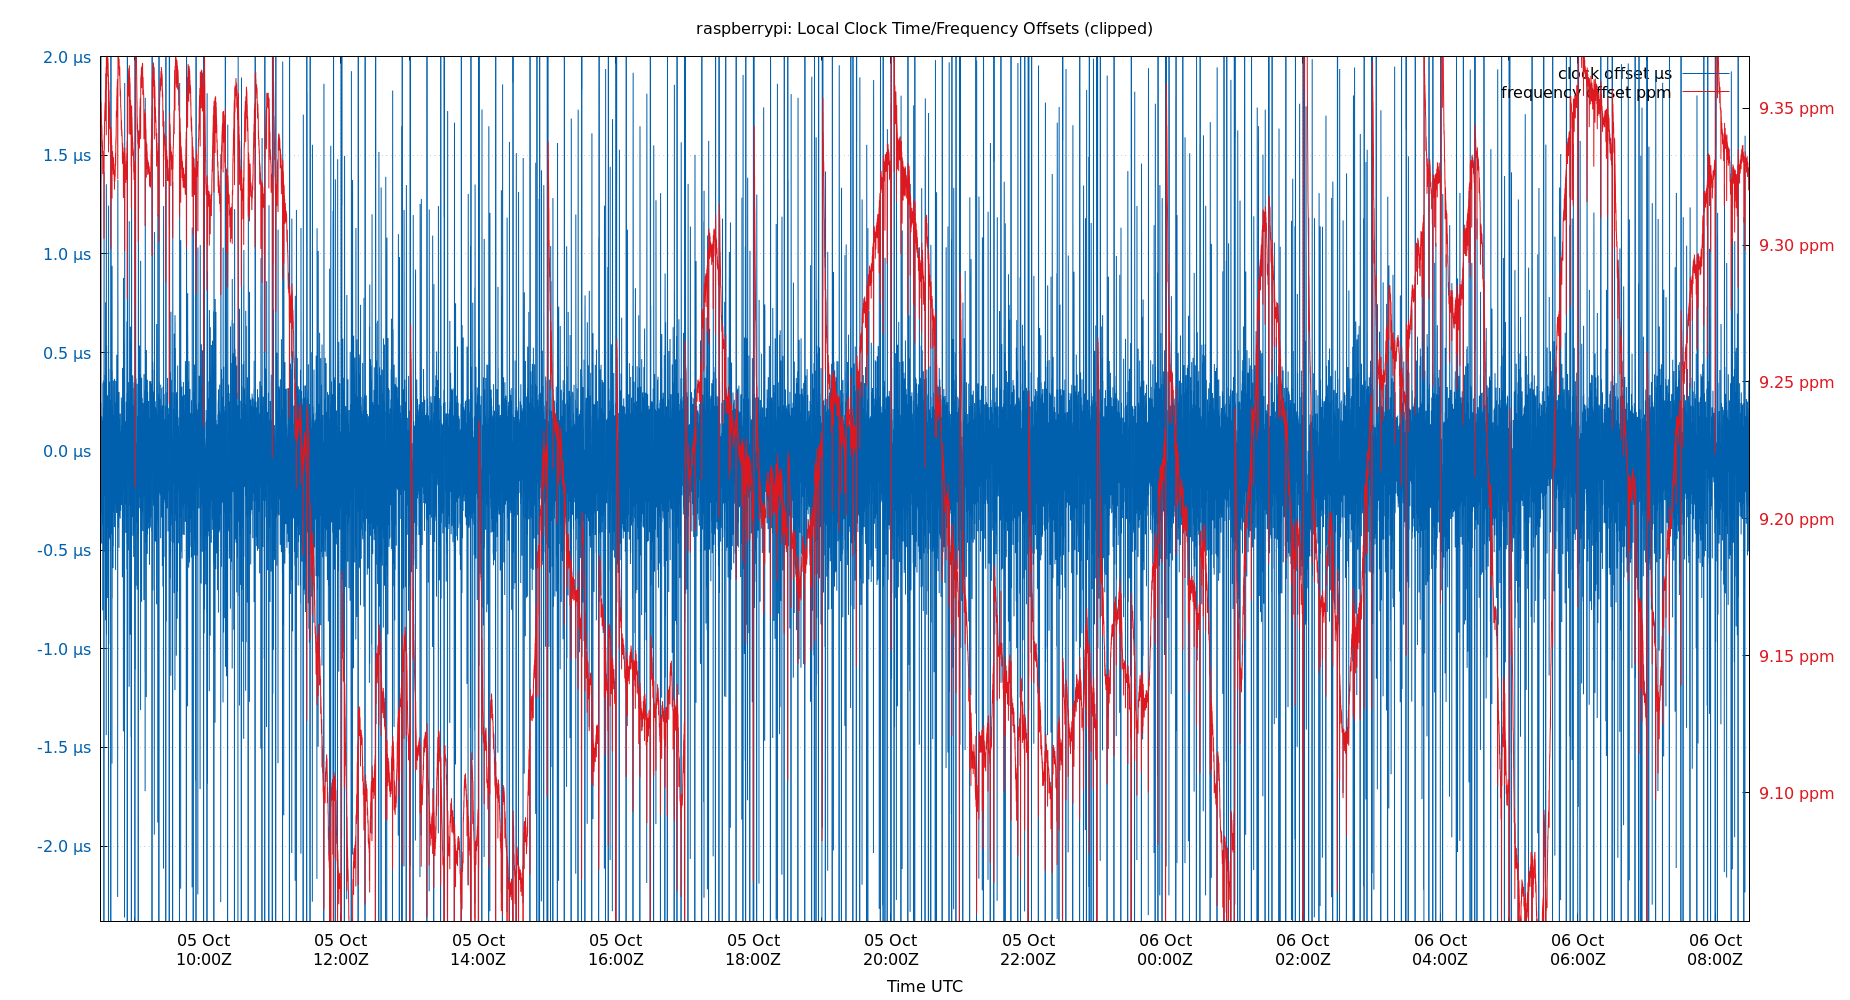 raspberrypi: Local Clock Time/Frequency Offsets (clipped)
clock offset µs
frequency offset ppm
2.0 µs
1.5 µs
1.0 µs
0.5 µs
0.0 µs
-0.5 µs
-1.0 µs
-1.5 µs
-2.0 µs
9.35 ppm
9.30 ppm
9.25 ppm
9.20 ppm
9.15 ppm
9.10 ppm
05 Oct 05 Oct 05 Oct 05 Oct 05 Oct 05 Oct 05 Oct 06 Oct 06 Oct 06 Oct 06 Oct 06 Oct
10:00Z 12:00Z 14:00Z 16:00Z 18:00Z 20:00Z 22:00Z 00:00Z 02:00Z 04:00Z 06:00Z 08:00Z
Time UTC